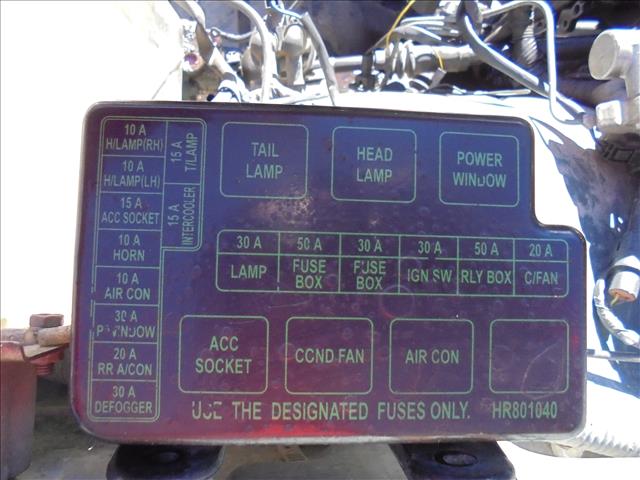 10 A
H/LAMP(RH)
10 A
H/LAMP(LH)
15 A
ACC SOCKET
10 A
HORN
10 A
AIR CON
30 A
P WINDOW
20 A
RR A/CON
30 A
DEFOGGER
15 A
T/LAMP
15 A
INTERCOOLER
TAIL
LAMP
HEAD
LAMP
POWER
WINDOW
30 A
LAMP
50 A
FUSE
BOX
30 A
FUSE
BOX
30 A
IGN SW
50 A
RLY BOX
20 A
C/FAN
ACC
SOCKET
CCND FAN
AIR CON
USE THE DESIGNATED FUSES ONLY. HR801040